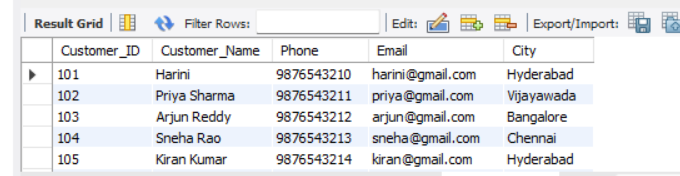 Result Grid Filter Rows: Edit: Export/Import:
Customer_ID Customer_Name Phone Email City
101 Harini 9876543210 harini@gmail.com Hyderabad
102 Priya Sharma 9876543211 priya@gmail.com Vijayawada
103 Arjun Reddy 9876543212 arjun@gmail.com Bangalore
104 Sneha Rao 9876543213 sneha@gmail.com Chennai
105 Kiran Kumar 9876543214 kiran@gmail.com Hyderabad